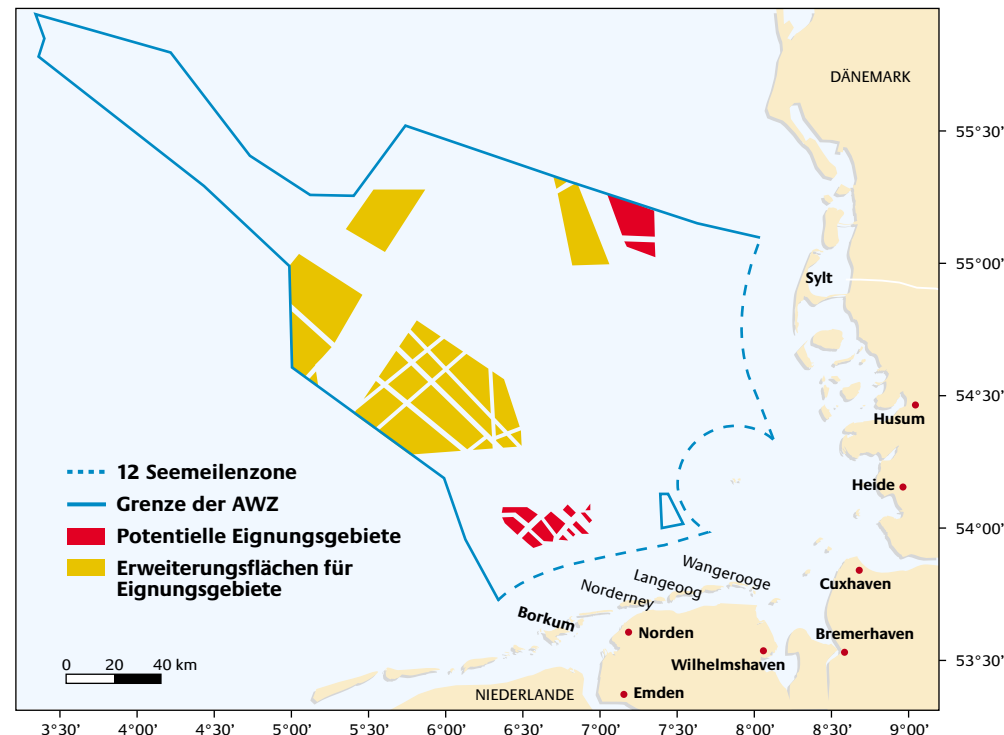 DÄNEMARK
55°30'
55°00'
Sylt
54°30'
Husum
12 Seemeilenzone
Heide
Grenze der AWZ
54°00'
Potentielle Eignungsgebiete
Erweiterungsflächen für
Eignungsgebiete
Wangerooge
Langeoog
Norderney
Cuxhaven
Borkum
Norden
Bremerhaven
Wilhelmshaven
53°30'
0 20 40 km
NIEDERLANDE
Emden
3°30' 4°00' 4°30' 5°00' 5°30' 6°00' 6°30' 7°00' 7°30' 8°00' 8°30' 9°00'